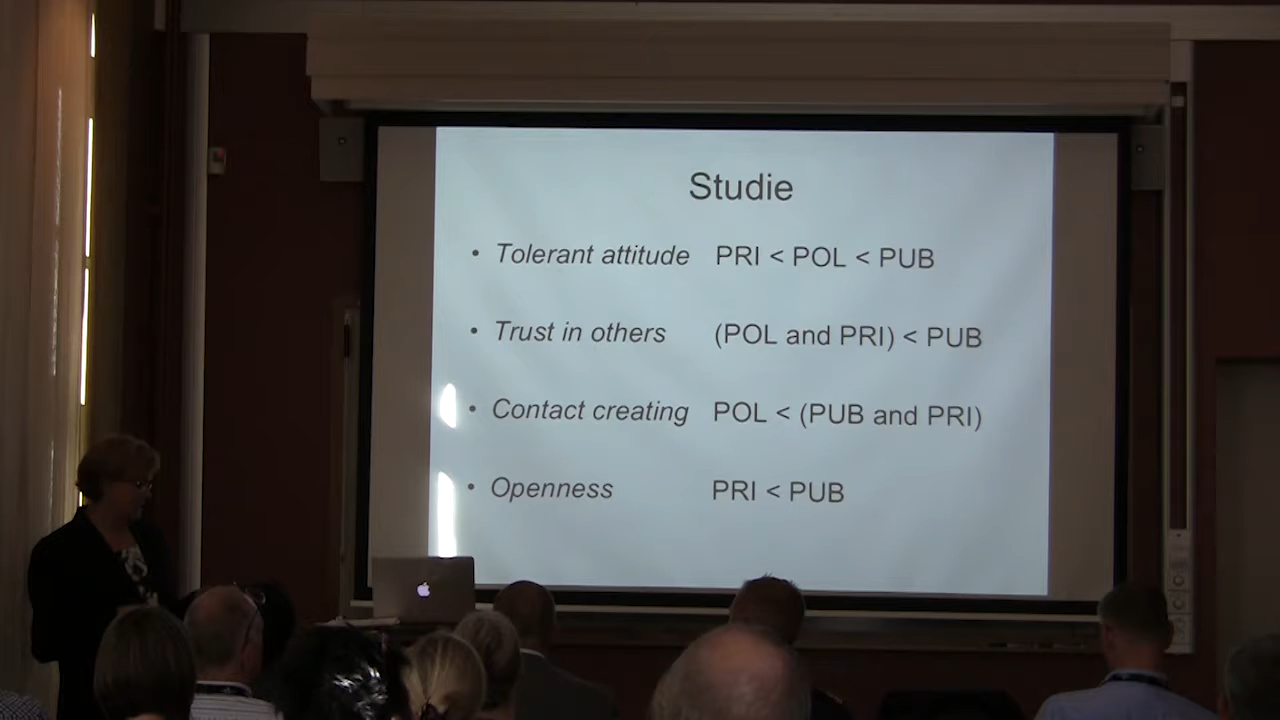 Studie
• Tolerant attitude PRI < POL < PUB
• Trust in others (POL and PRI) < PUB
• Contact creating POL < (PUB and PRI)
• Openness PRI < PUB